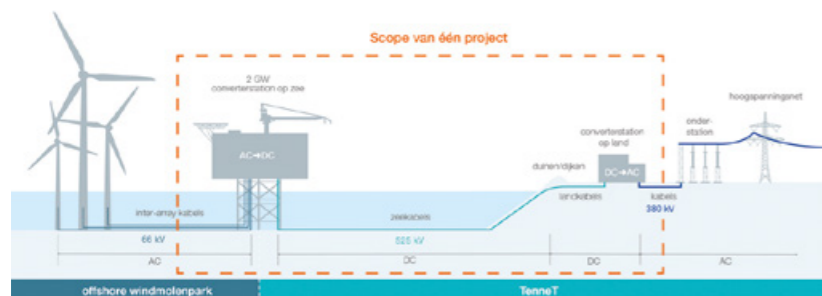 Scope van één project
2 GW
converterstation op zee
hoogspanningsnet
onder-
station
converterstation
op land
AC→DC
duinen/dijken
DC→AC
inter-array kabels
zeekabels
landkabels
kabels
66 kV
525 kV
380 kV
AC
DC
DC
AC
offshore windmolenpark
TenneT